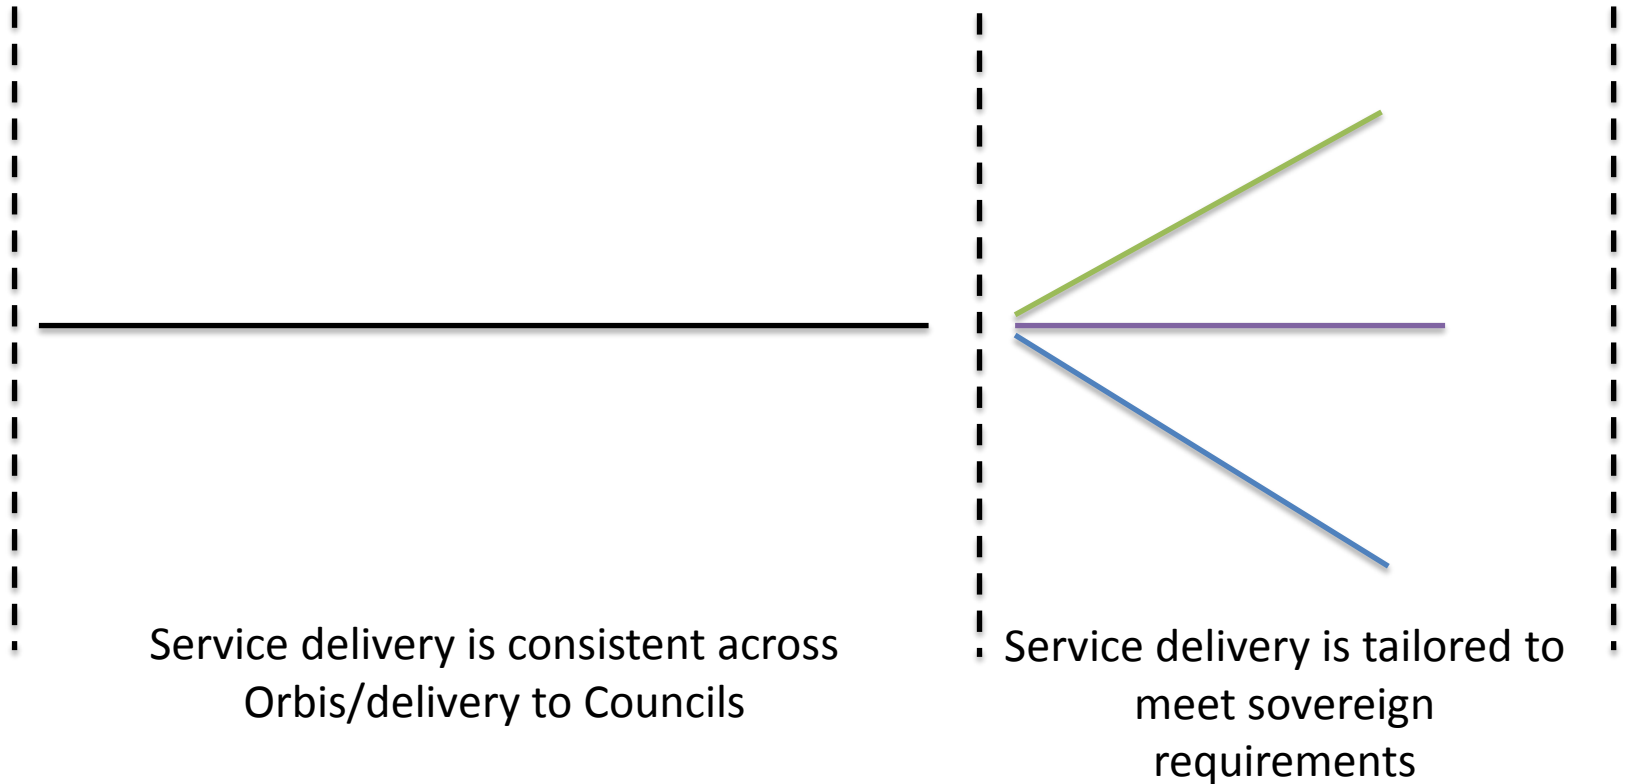 Service delivery is consistent across
Orbis/delivery to Councils
Service delivery is tailored to
meet sovereign
requirements